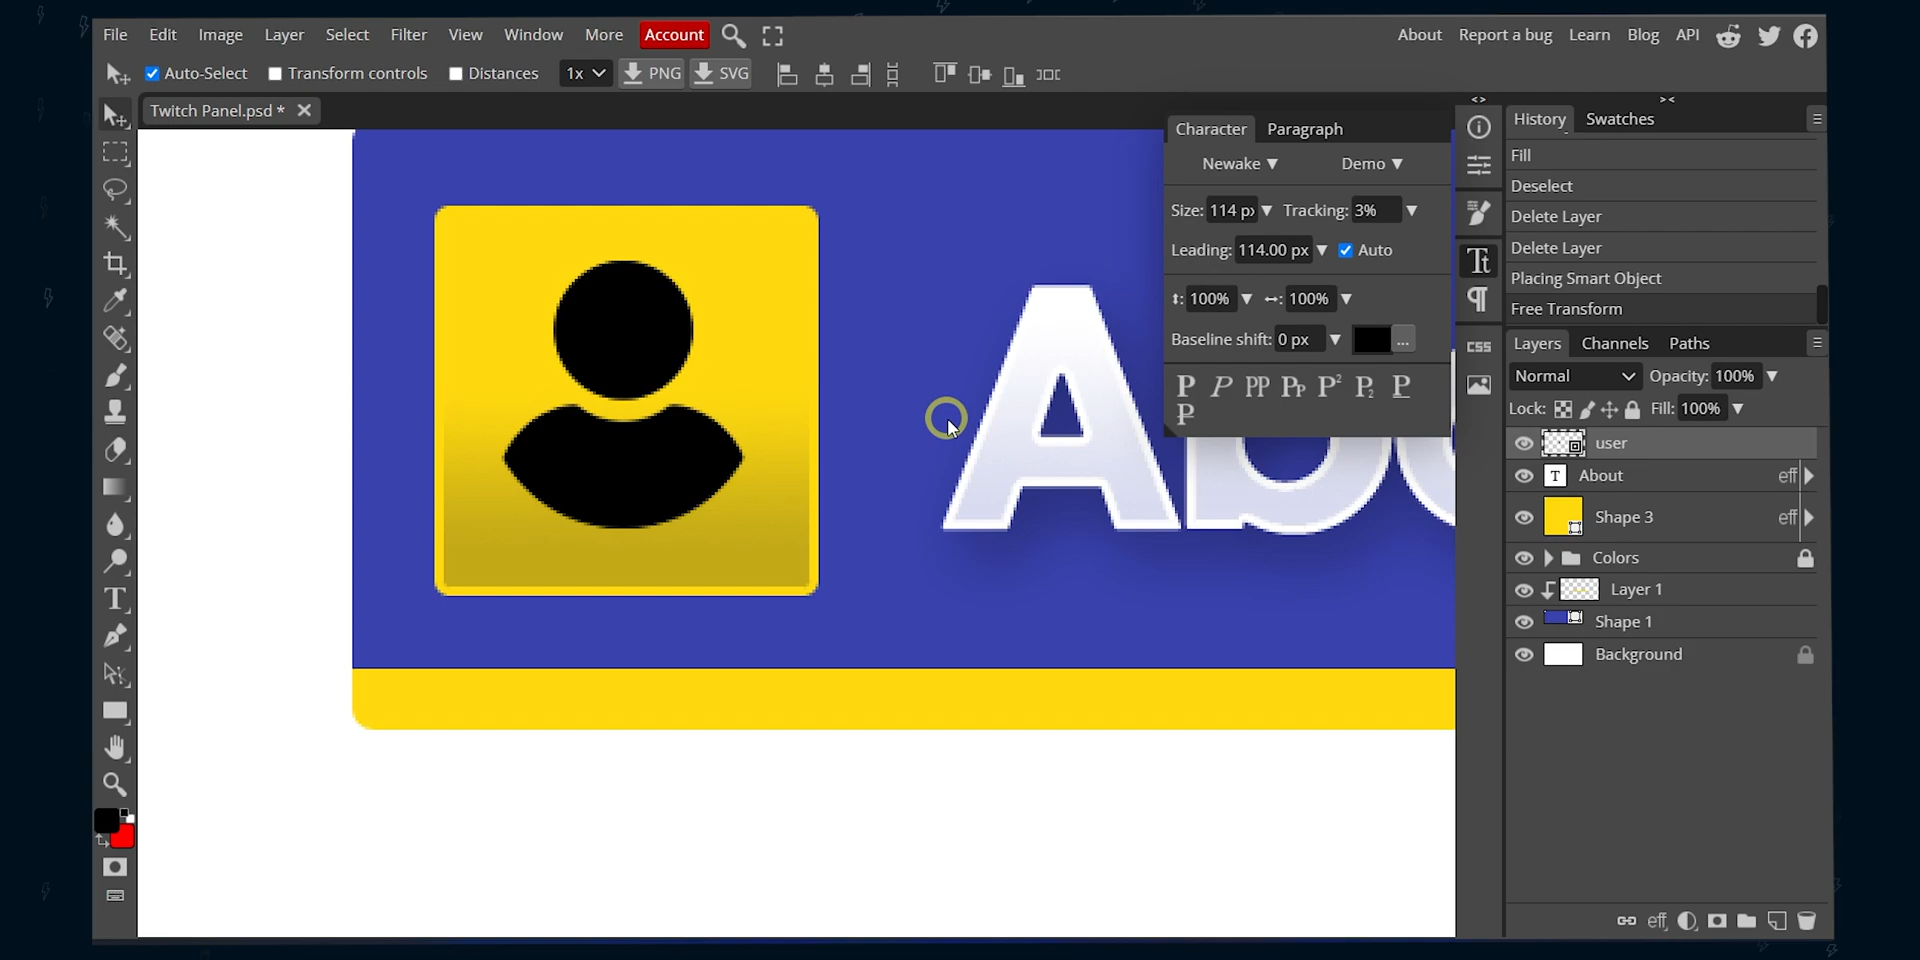 File Edit Image Layer Select Filter View Window More Account About Report a bug Learn Blog API
Auto-Select Transform controls Distances 1x PNG SVG
Twitch Panel.psd *
Character Paragraph
Newake Demo
Size: 114 px Tracking: 3%
Leading: 114.00 px Auto
100% 100%
Baseline shift: 0 px ...
History Swatches
Fill
Deselect
Delete Layer
Delete Layer
Placing Smart Object
Free Transform
CSS
Layers Channels Paths
Normal Opacity: 100%
Lock: Fill: 100%
user
T About eff
Shape 3 eff
Colors
Layer 1
Shape 1
Background
eff